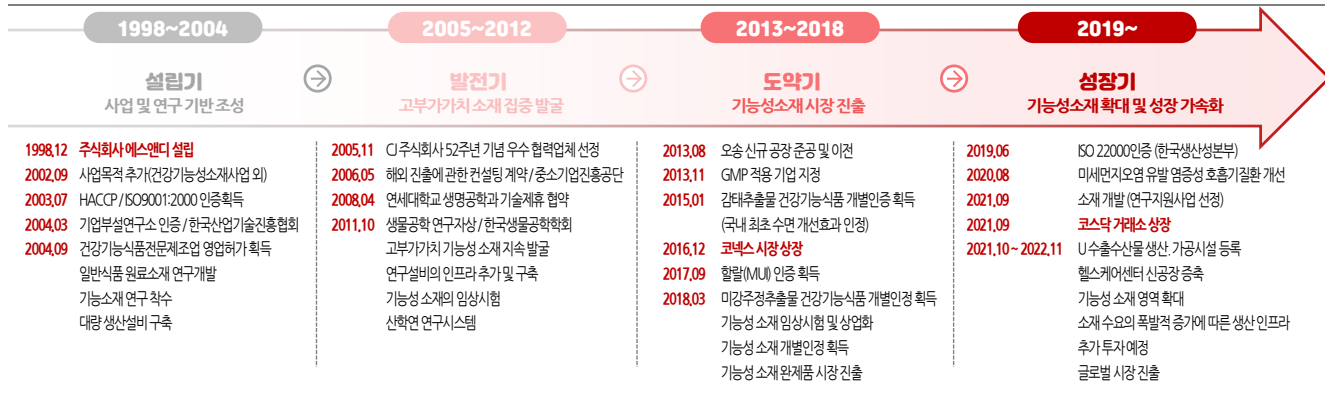 1998~2004
설립기
사업 및 연구 기반 조성
1998.12 주식회사 에스앤디 설립
2002.09 사업목적 추가(건강기능성소재사업 외)
2003.07 HACCP / ISO9001:2000 인증획득
2004.03 기업부설연구소 인증 / 한국산업기술진흥협회
2004.09 건강기능식품전문제조업 영업허가 획득
일반식품 원료소재 연구개발
기능소재 연구 착수
대량 생산설비 구축
2005~2012
발전기
고부가가치 소재 집중 발굴
2005.11 CJ 주식회사 52주년 기념 우수 협력업체 선정
2006.05 해외 진출에 관한 컨설팅 계약 / 중소기업진흥공단
2008.04 연세대학교 생명공학과 기술제휴 협약
2011.10 생물공학 연구자상 / 한국생물공학학회
고부가가치 기능성 소재 지속 발굴
연구설비의 인프라 추가 및 구축
기능성 소재의 임상시험
산학연 연구시스템
2013~2018
도약기
기능성소재 시장 진출
2013.08 오송 신규 공장 준공 및 이전
2013.11 GMP 적용 기업 지정
2015.01 감태추출물 건강기능식품 개별인증 획득
(국내 최초 수면 개선효과 인정)
2016.12 코넥스 시장 상장
2017.09 할랄(MUI) 인증 획득
2018.03 미강주정추출물 건강기능식품 개별인정 획득
기능성 소재 임상시험 및 상업화
기능성 소재 개별인정 획득
기능성 소재 완제품 시장 진출
2019~
성장기
기능성소재 확대 및 성장 가속화
2019.06 ISO 22000인증 (한국생산성본부)
2020.08 미세먼지오염 유발 염증성 호흡기질환 개선
2021.09 소재 개발 (연구지원사업 선정)
2021.09 코스닥 거래소 상장
2021.10 ~ 2022.11 U 수출수산물 생산. 가공시설 등록
헬스케어센터 신공장 증축
기능성 소재 영역 확대
소재 수요의 폭발적 증가에 따른 생산 인프라
추가 투자 예정
글로벌 시장 진출